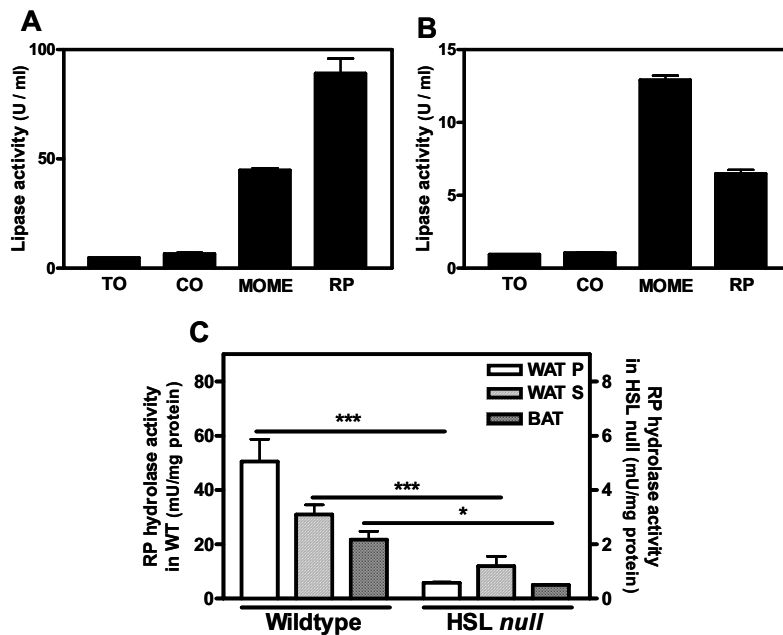 A
Lipase activity (U / ml)
100
50
0
TO CO MOME RP
B
Lipase activity (U / ml)
15
10
5
0
TO CO MOME RP
C
RP hydrolase activity
in WT (mU/mg protein)
80
60
40
20
0
***
***
*
WAT P
WAT S
BAT
8
6
4
2
0
RP hydrolase activity
in HSL null (mU/mg protein)
Wildtype HSL null